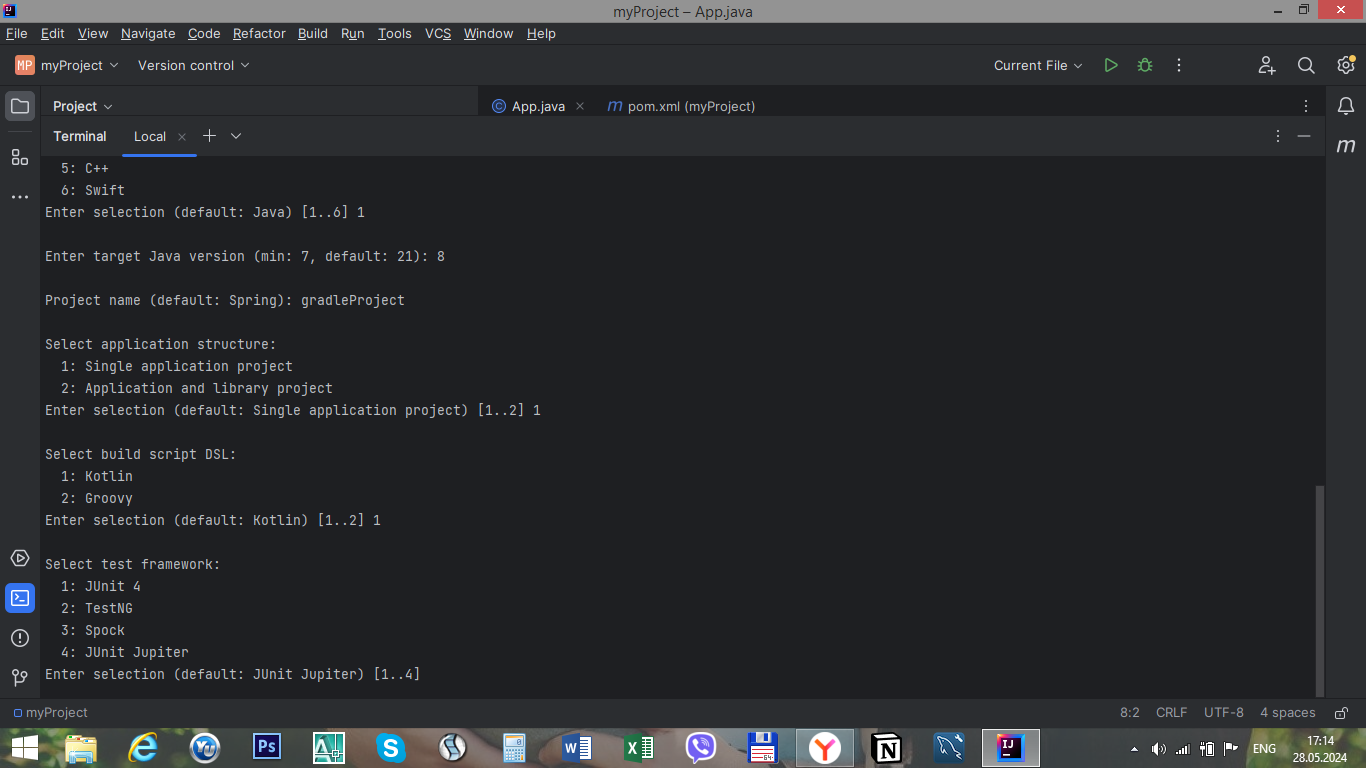 myProject – App.java
File Edit View Navigate Code Refactor Build Run Tools VCS Window Help
MP myProject Version control Current File
Project App.java pom.xml (myProject)
Terminal Local
5: C++
6: Swift
Enter selection (default: Java) [1..6] 1
Enter target Java version (min: 7, default: 21): 8
Project name (default: Spring): gradleProject
Select application structure:
1: Single application project
2: Application and library project
Enter selection (default: Single application project) [1..2] 1
Select build script DSL:
1: Kotlin
2: Groovy
Enter selection (default: Kotlin) [1..2] 1
Select test framework:
1: JUnit 4
2: TestNG
3: Spock
4: JUnit Jupiter
Enter selection (default: JUnit Jupiter) [1..4]
myProject 8:2 CRLF UTF-8 4 spaces
ENG 17:14
28.05.2024